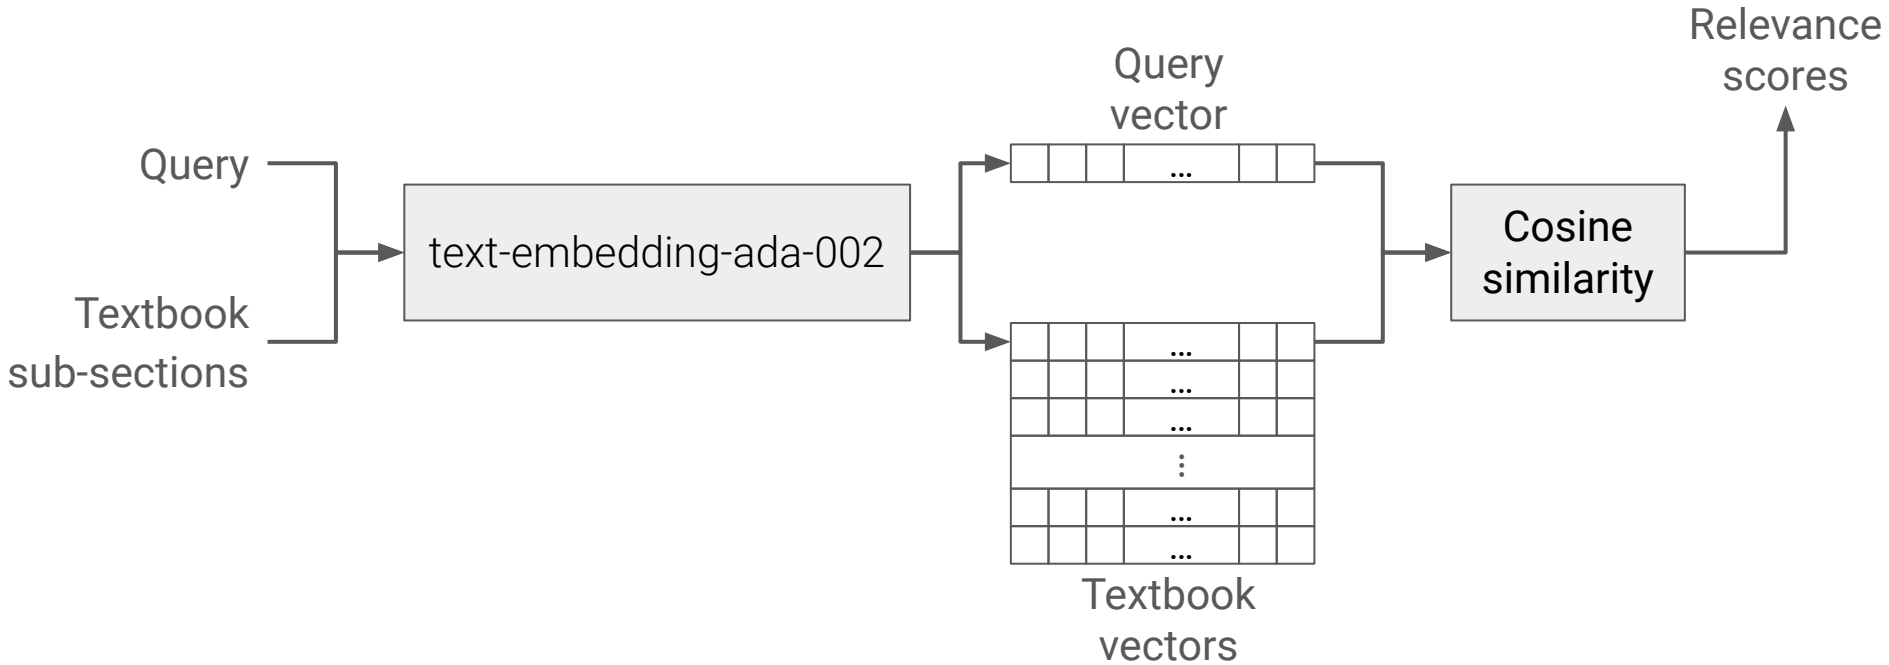 Relevance
scores
Query
vector
...
Query
text-embedding-ada-002
Cosine
similarity
Textbook
sub-sections
...
...
...
⋮
...
...
Textbook
vectors